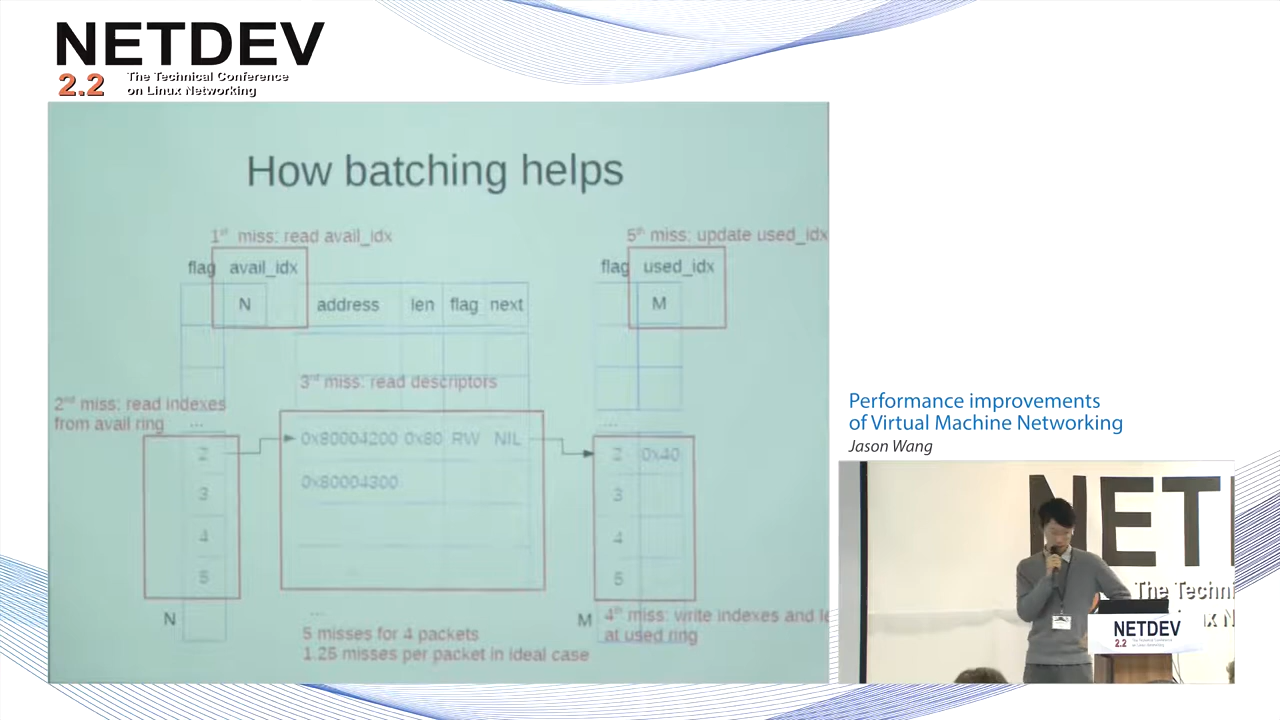 NETDEV
2.2 The Technical Conference
on Linux Networking
How batching helps
1st miss: read avail_idx
5th miss: update used_idx
flag avail_idx
flag used_idx
N
address len flag next
M
3rd miss: read descriptors
2nd miss: read indexes
from avail ring
...
...
2
0x80004200 0x80 RW NIL
2 0x40
3
0x80004300
3
4
4
5
5
N
...
M
4th miss: write indexes and le
at used ring
5 misses for 4 packets
1.25 misses per packet in ideal case
Performance improvements
of Virtual Machine Networking
Jason Wang
NET
The Techn
NETDEV
2.2